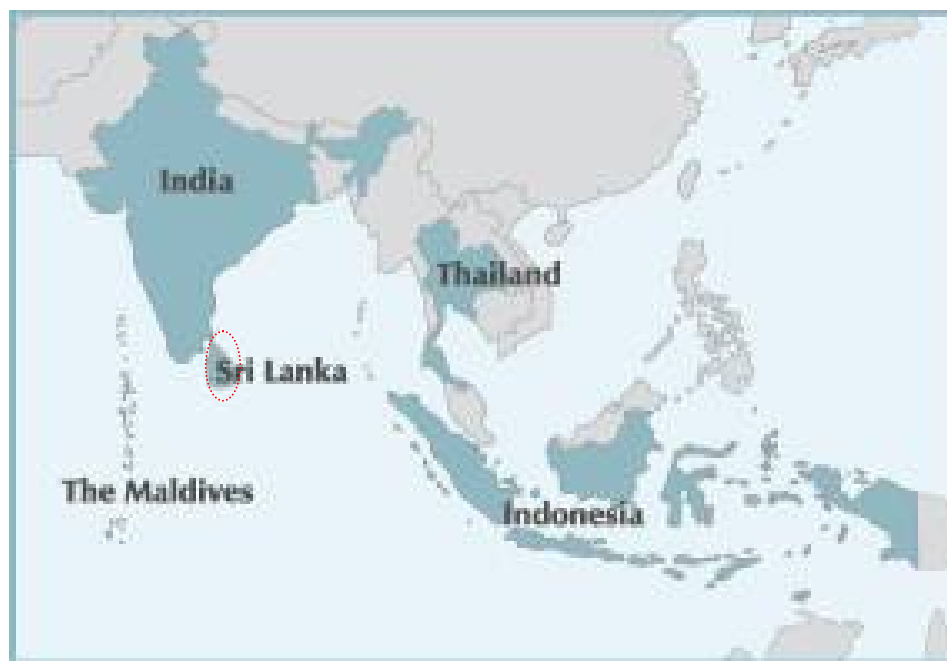 India
Thailand
Sri Lanka
The Maldives
Indonesia